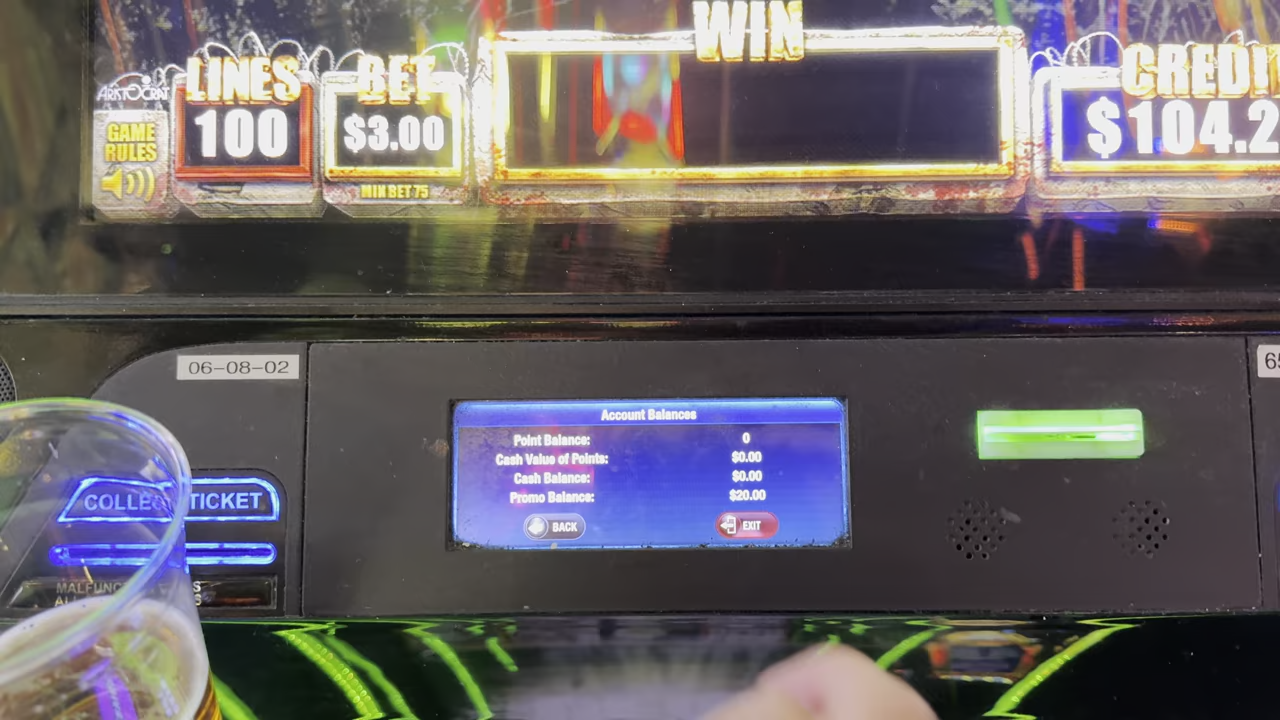 WIN
LINES
BET
ARISTOCRAT
GAME
RULES
100
$3.00
$104.2
MIN BET 75
06-08-02
65
Account Balances
Point Balance: 0
Cash Value of Points: $0.00
Cash Balance: $0.00
Promo Balance: $20.00
BACK
EXIT
COLLECT TICKET